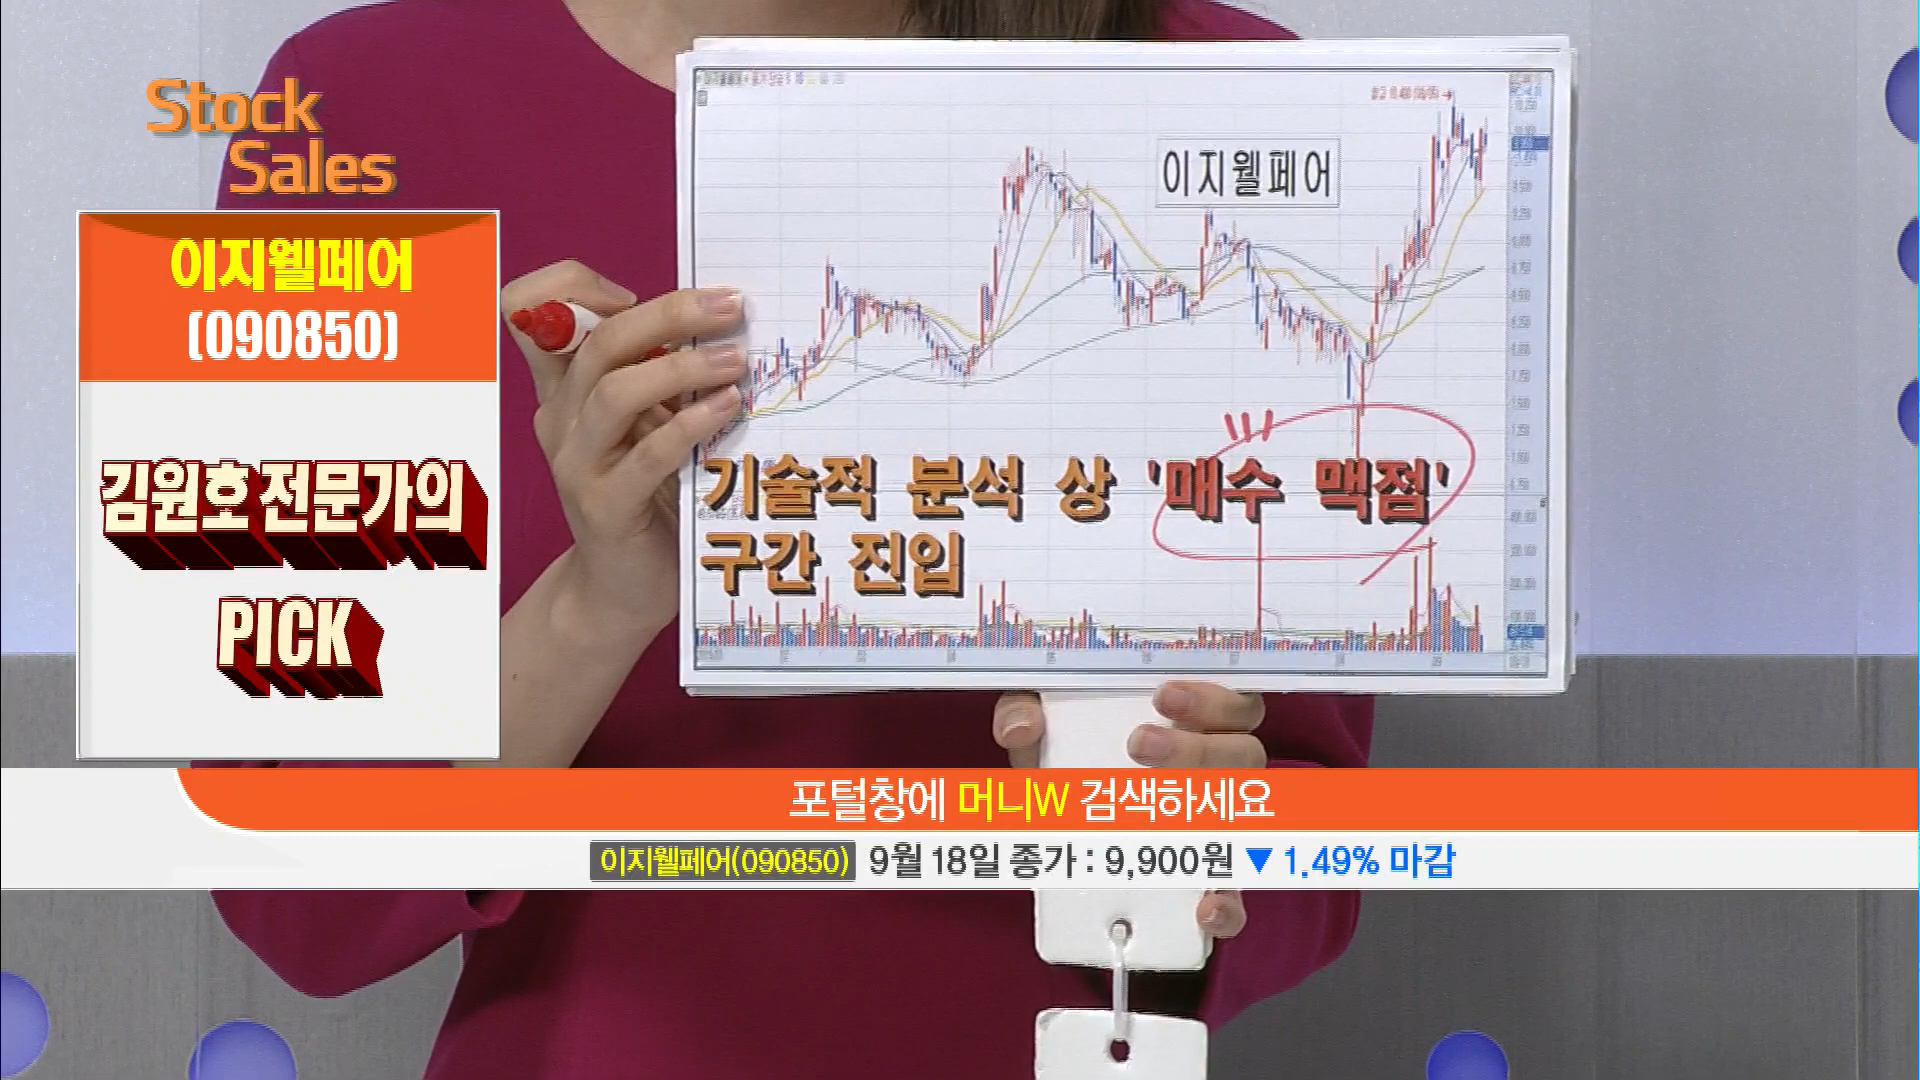 Stock
Sales
이지웰페어
(090850)
김원호 전문가의
PICK
이지웰페어
기술적 분석 상 '매수 맥점'
구간 진입
포털창에 머니W 검색하세요
이지웰페어(090850) 9월 18일 종가 : 9,900원 ▼ 1.49% 마감